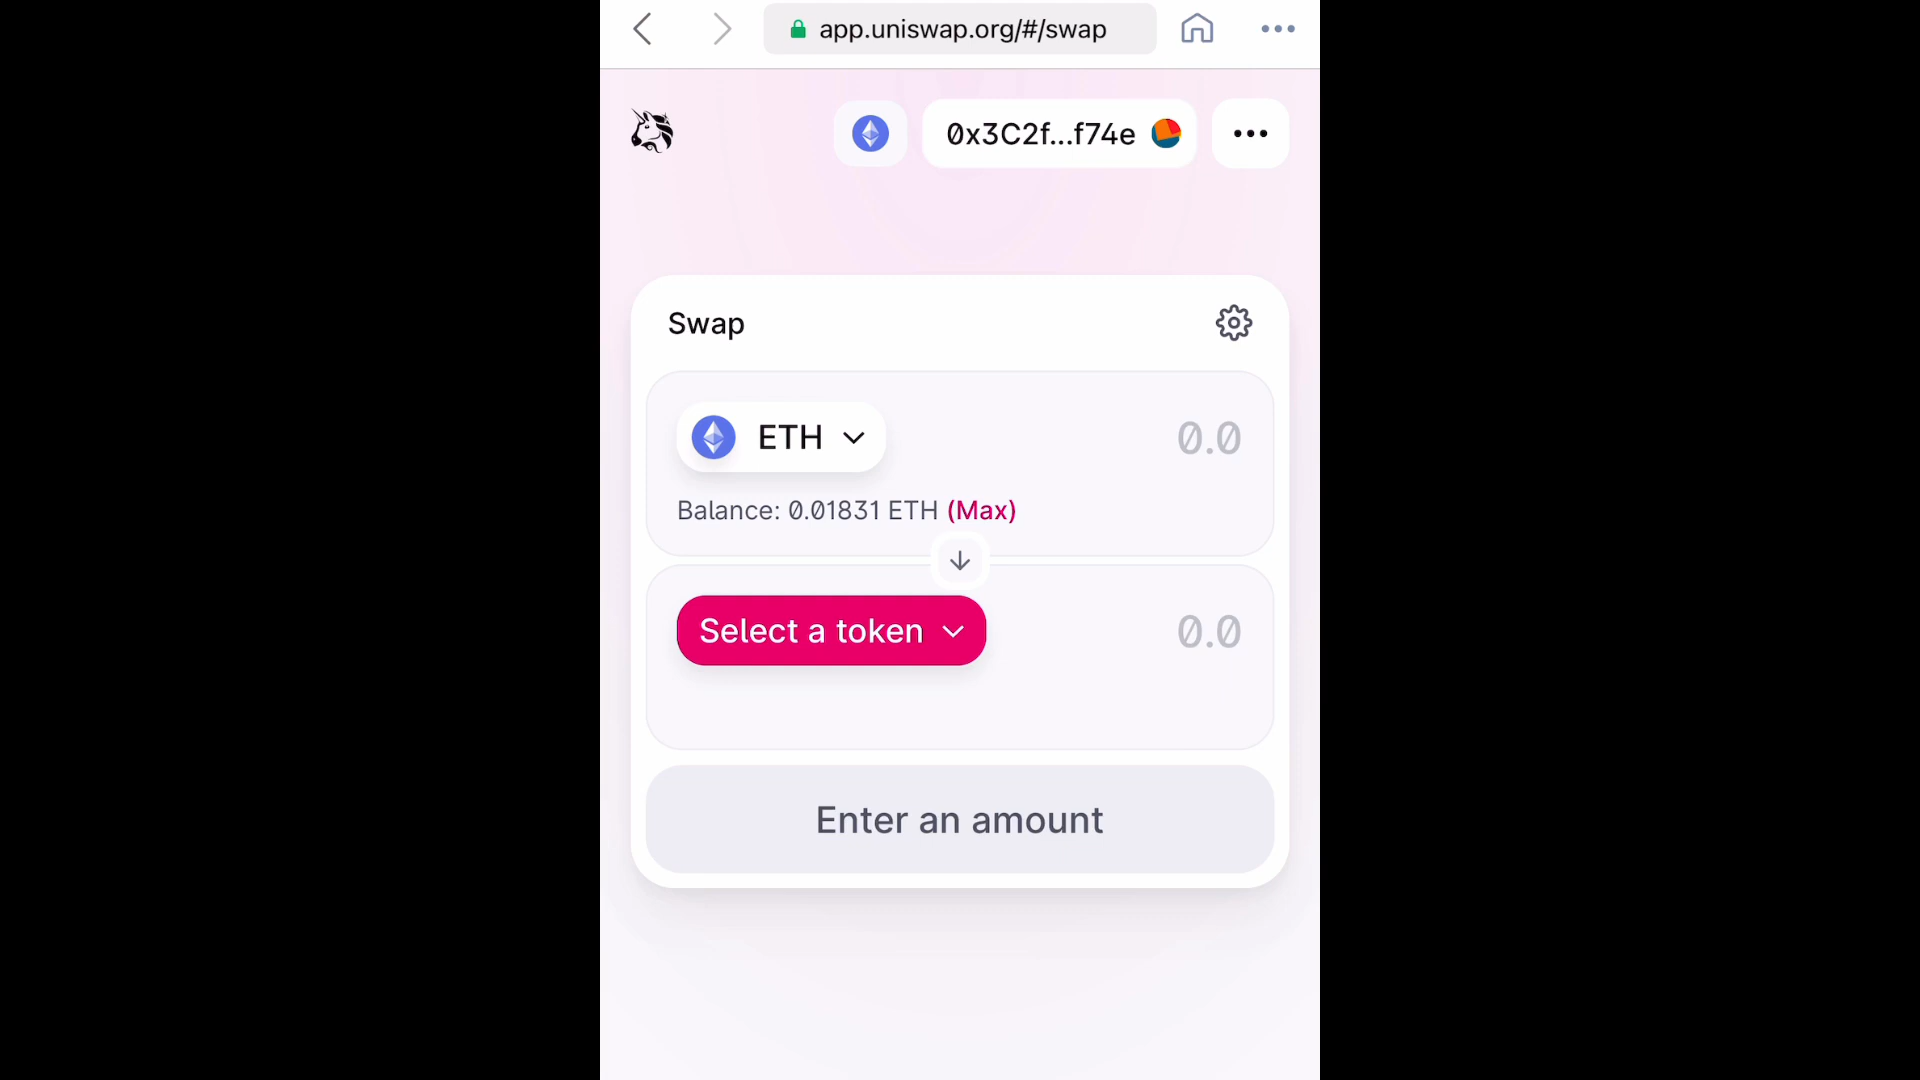 app.uniswap.org/#/swap
0x3C2f...f74e
Swap
ETH
0.0
Balance: 0.01831 ETH (Max)
Select a token
0.0
Enter an amount